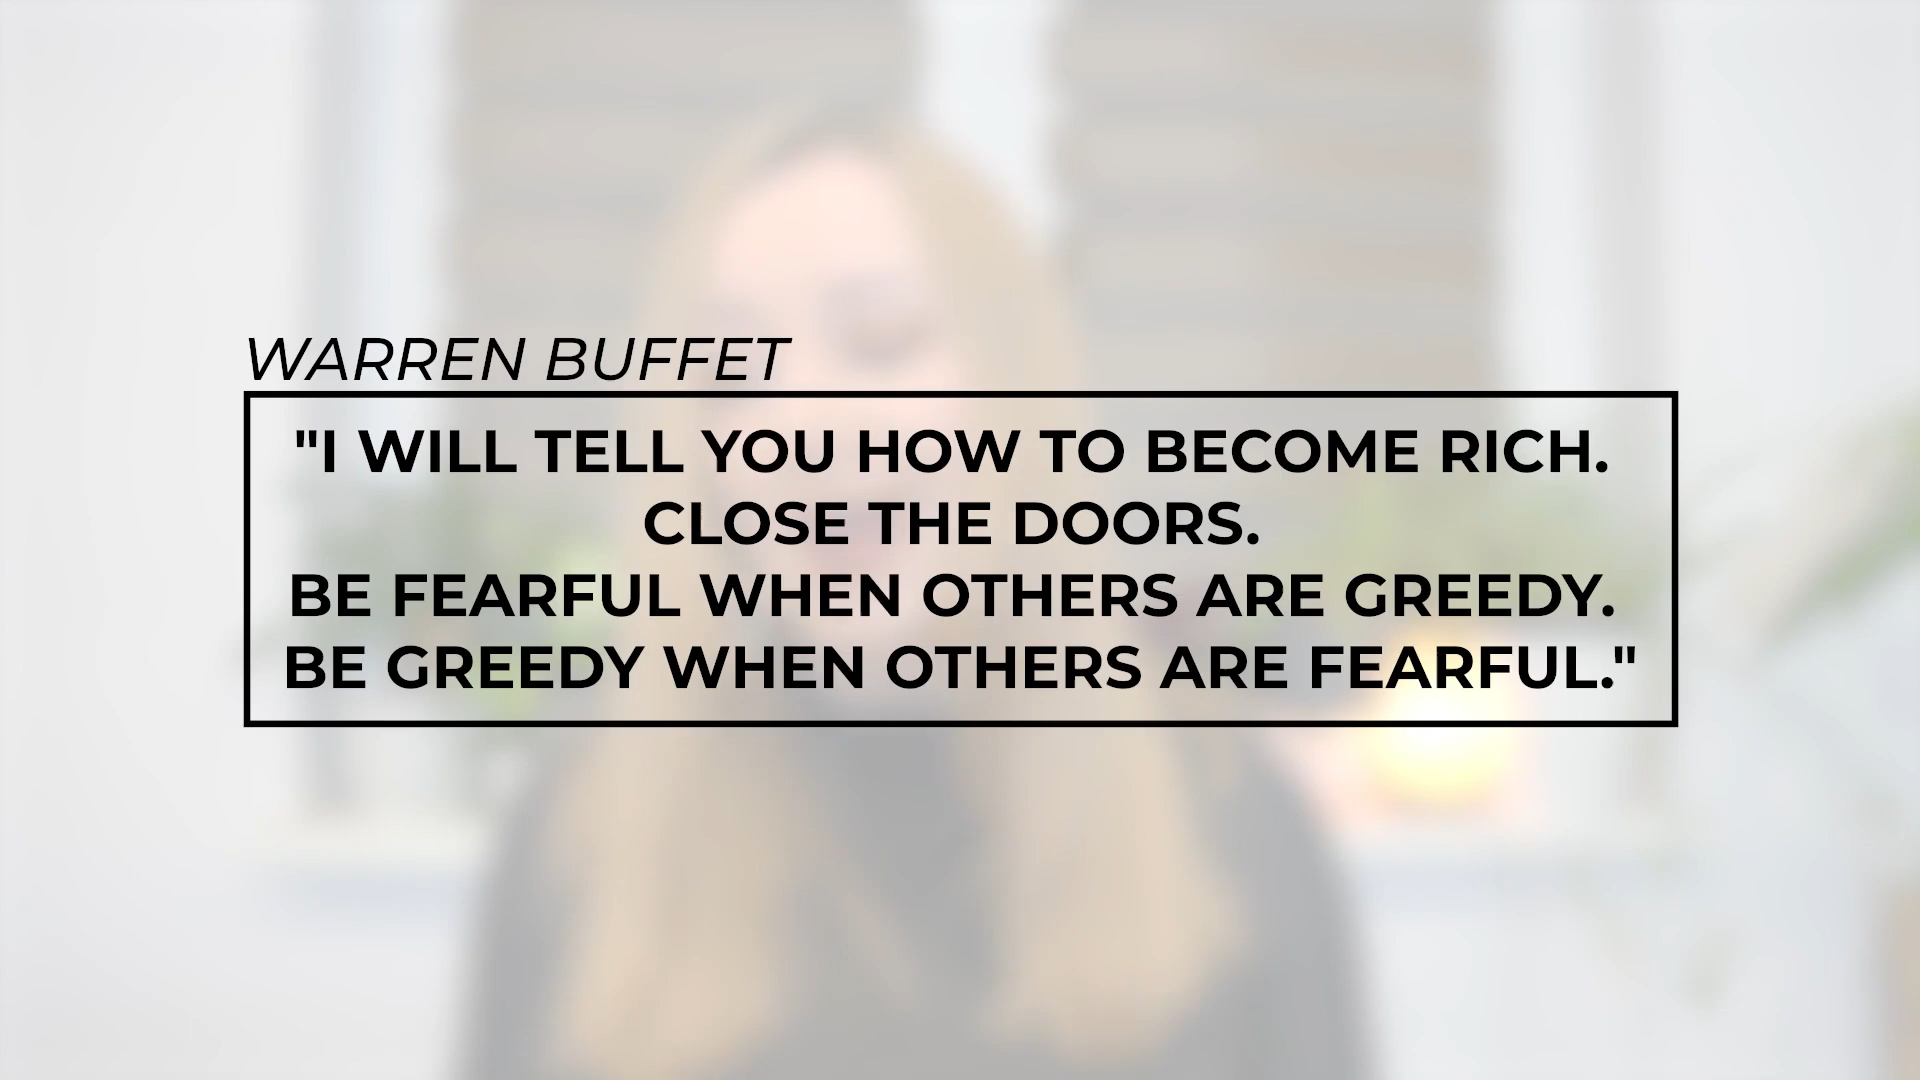 WARREN BUFFET
"I WILL TELL YOU HOW TO BECOME RICH.
CLOSE THE DOORS.
BE FEARFUL WHEN OTHERS ARE GREEDY.
BE GREEDY WHEN OTHERS ARE FEARFUL."